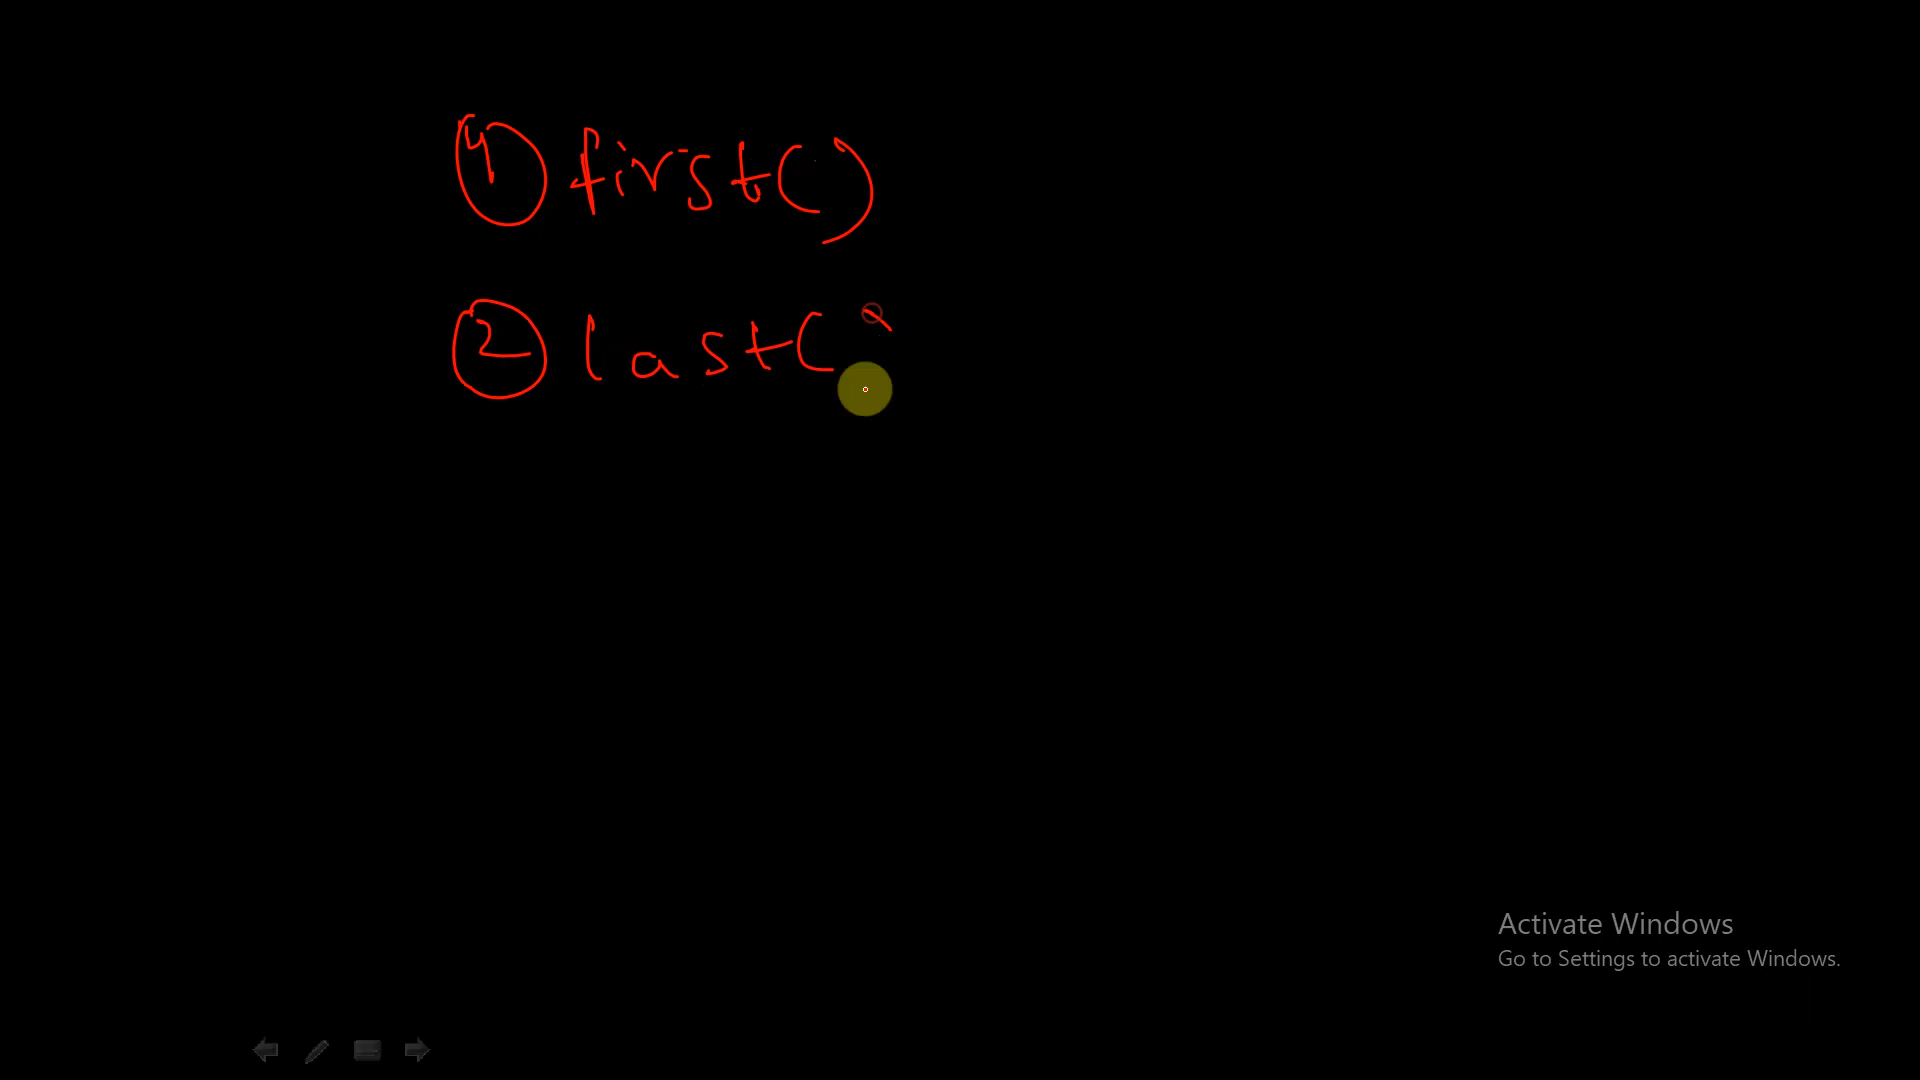 ① first()
② last(
Activate Windows
Go to Settings to activate Windows.